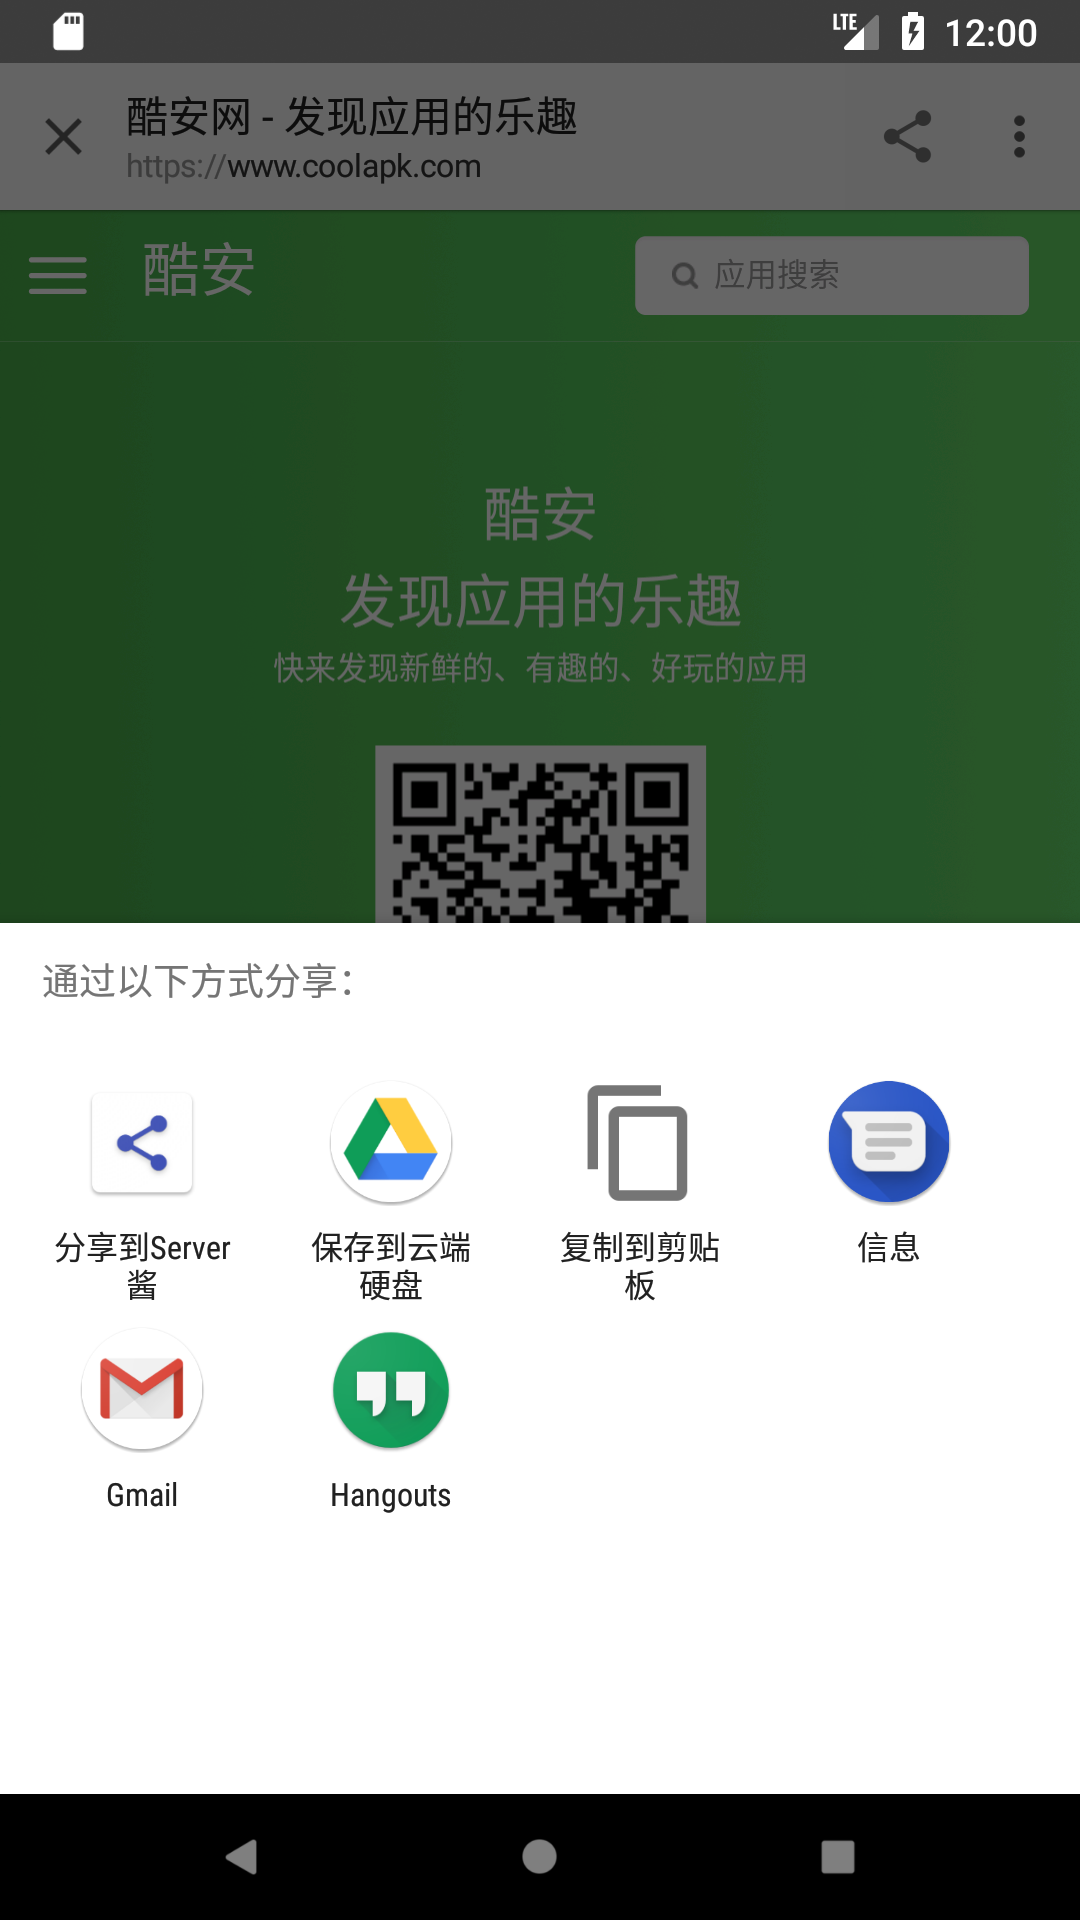 LTE 12:00
酷安网 - 发现应用的乐趣
https://www.coolapk.com
酷安 应用搜索
酷安
发现应用的乐趣
快来发现新鲜的、有趣的、好玩的应用
通过以下方式分享：
分享到Server
酱
保存到云端
硬盘
复制到剪贴
板
信息
Gmail
Hangouts